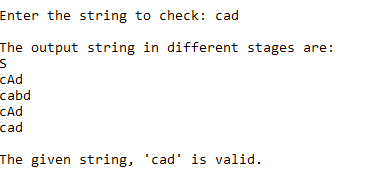 Enter the string to check: cad
The output string in different stages are:
S
cAd
cabd
cAd
cad
The given string, 'cad' is valid.